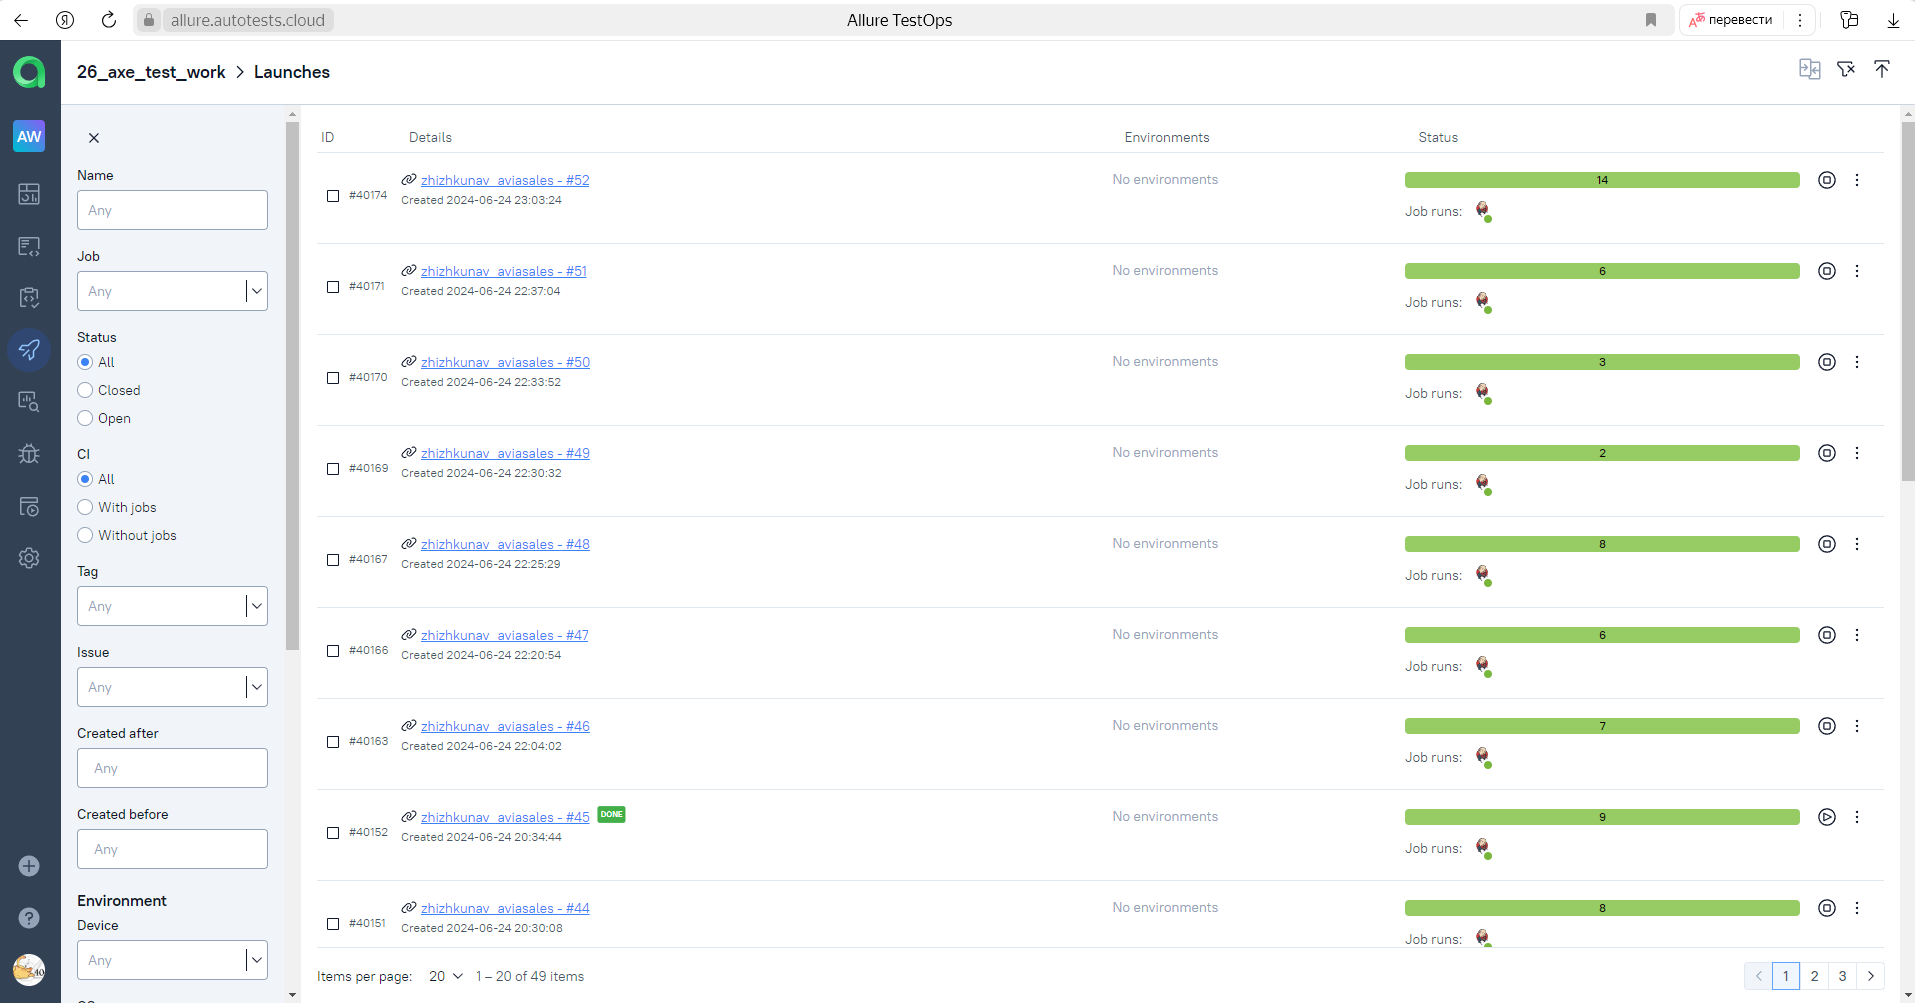 allure.autotests.cloud
Allure TestOps
перевести
26_axe_test_work > Launches
AW
Name
Any
Job
Any
Status
All
Closed
Open
CI
All
With jobs
Without jobs
Tag
Any
Issue
Any
Created after
Any
Created before
Any
Environment
Device
Any
ID Details Environments Status
#40174 zhizhkunav_aviasales - #52 No environments 14
Created 2024-06-24 23:03:24
Job runs:
#40171 zhizhkunav_aviasales - #51 No environments 6
Created 2024-06-24 22:37:04
Job runs:
#40170 zhizhkunav_aviasales - #50 No environments 3
Created 2024-06-24 22:33:52
Job runs:
#40169 zhizhkunav_aviasales - #49 No environments 2
Created 2024-06-24 22:30:32
Job runs:
#40167 zhizhkunav_aviasales - #48 No environments 8
Created 2024-06-24 22:25:29
Job runs:
#40166 zhizhkunav_aviasales - #47 No environments 6
Created 2024-06-24 22:20:54
Job runs:
#40163 zhizhkunav_aviasales - #46 No environments 7
Created 2024-06-24 22:04:02
Job runs:
#40152 zhizhkunav_aviasales - #45 DONE No environments 9
Created 2024-06-24 20:34:44
Job runs:
#40151 zhizhkunav_aviasales - #44 No environments 8
Created 2024-06-24 20:30:08
Job runs:
Items per page: 20 1 – 20 of 49 items
1 2 3